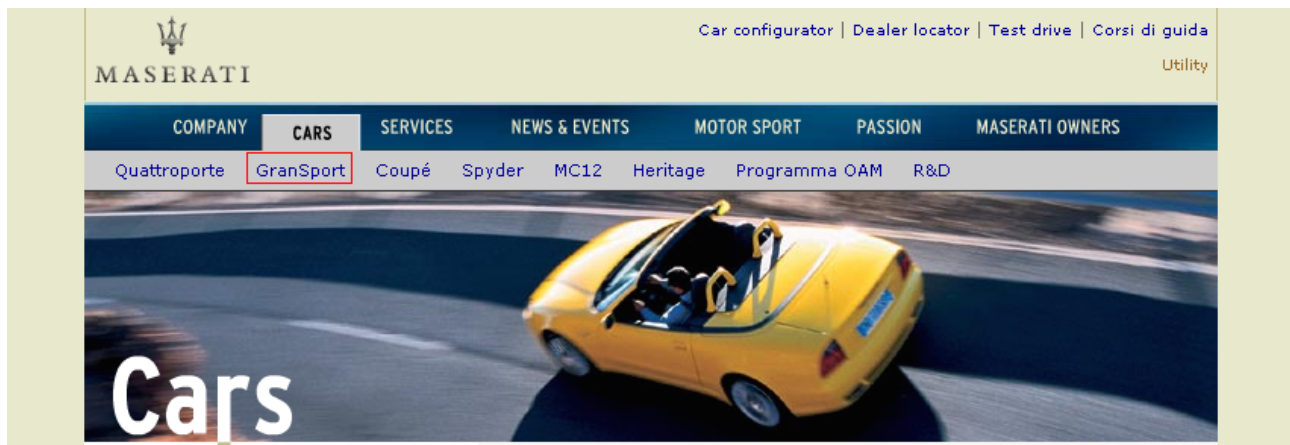 Car configurator | Dealer locator | Test drive | Corsi di guida
MASERATI
Utility
COMPANY CARS SERVICES NEWS & EVENTS MOTOR SPORT PASSION MASERATI OWNERS
Quattroporte GranSport Coupé Spyder MC12 Heritage Programma OAM R&D
Cars